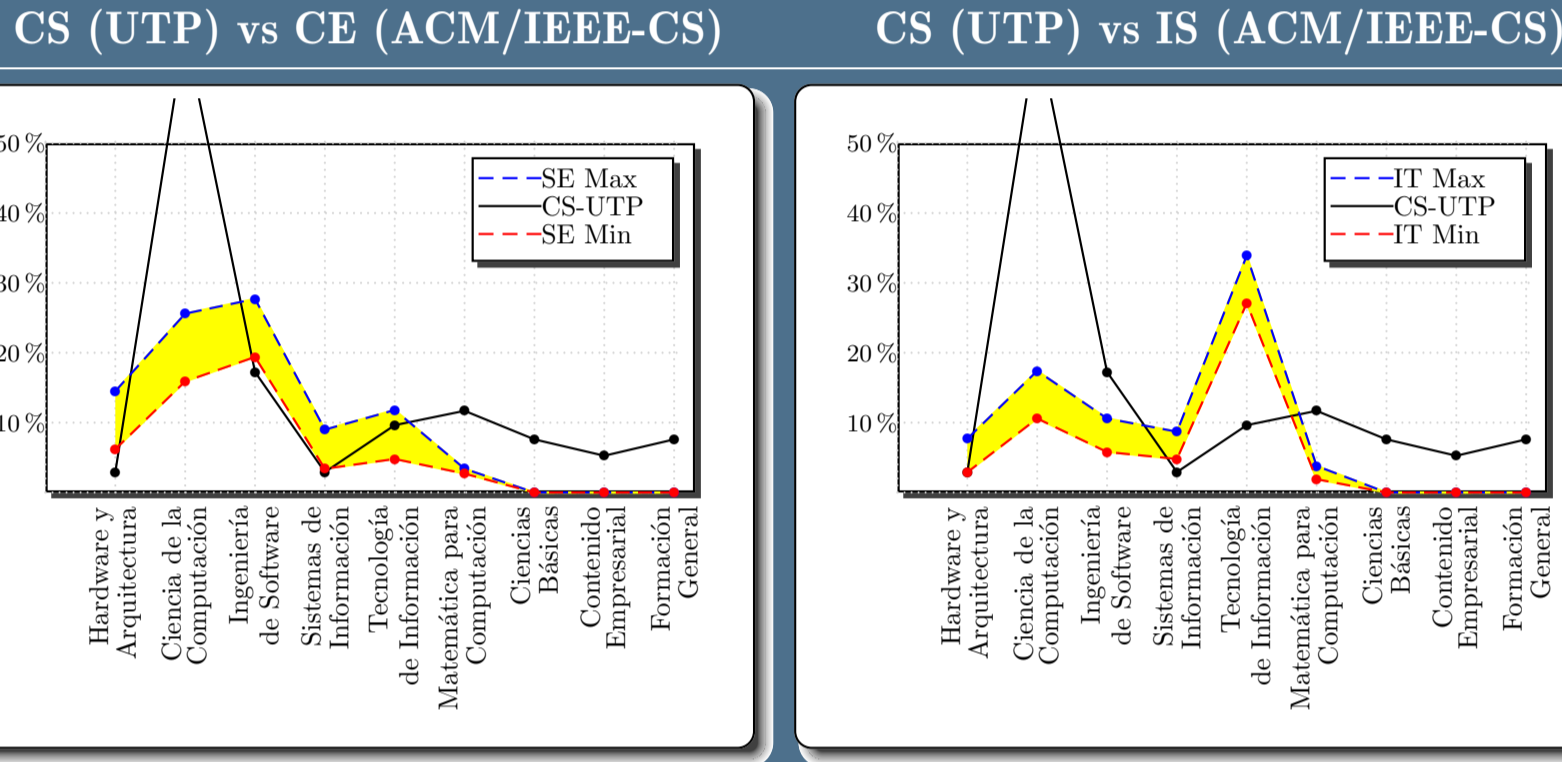 CS (UTP) vs CE (ACM/IEEE-CS)
50 %
40 %
30 %
20 %
10 %
SE Max
CS-UTP
SE Min
Hardware y
Arquitectura
Ciencia de la
Computación
Ingeniería
de Software
Sistemas de
Información
Tecnología
de Información
Matemática para
Computación
Ciencias
Básicas
Contenido
Empresarial
Formación
General
CS (UTP) vs IS (ACM/IEEE-CS)
50 %
40 %
30 %
20 %
10 %
IT Max
CS-UTP
IT Min
Hardware y
Arquitectura
Ciencia de la
Computación
Ingeniería
de Software
Sistemas de
Información
Tecnología
de Información
Matemática para
Computación
Ciencias
Básicas
Contenido
Empresarial
Formación
General